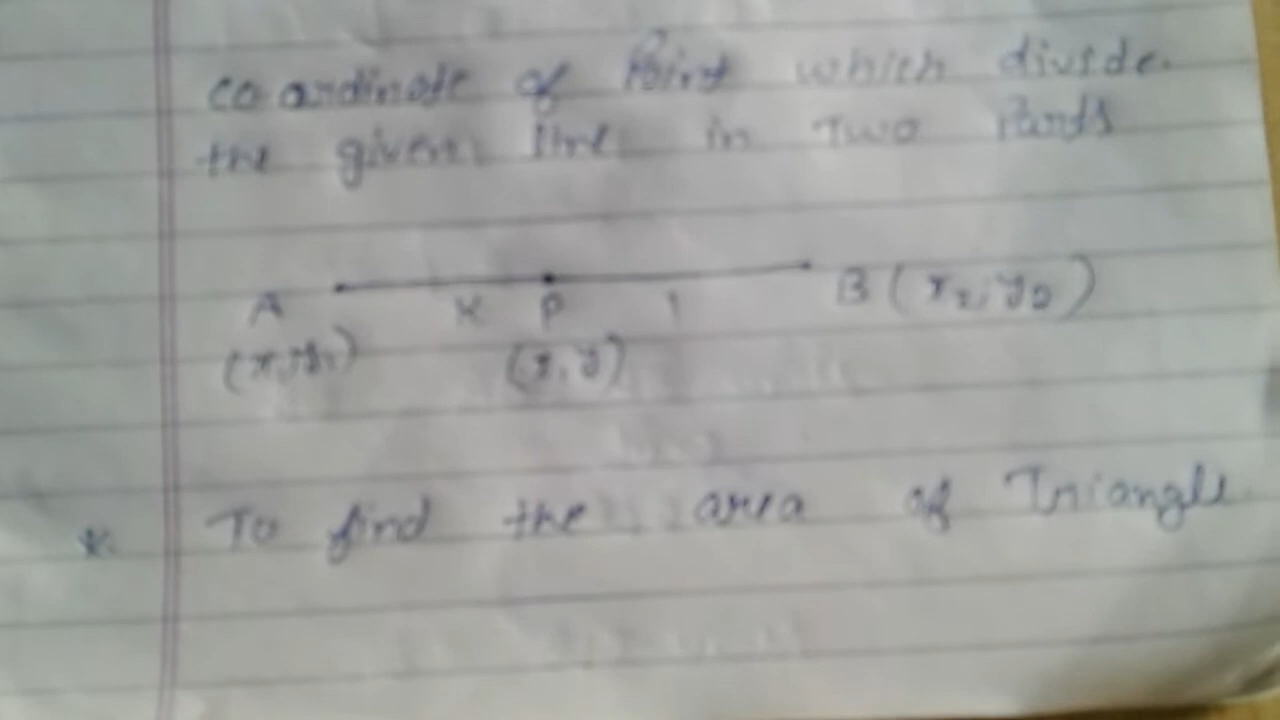 co ordinate of Point which divide.
the given line in Two Parts
A K P 1 B ( x2, y2 )
(x, y1) (x, y)
* To find the area of Triangle